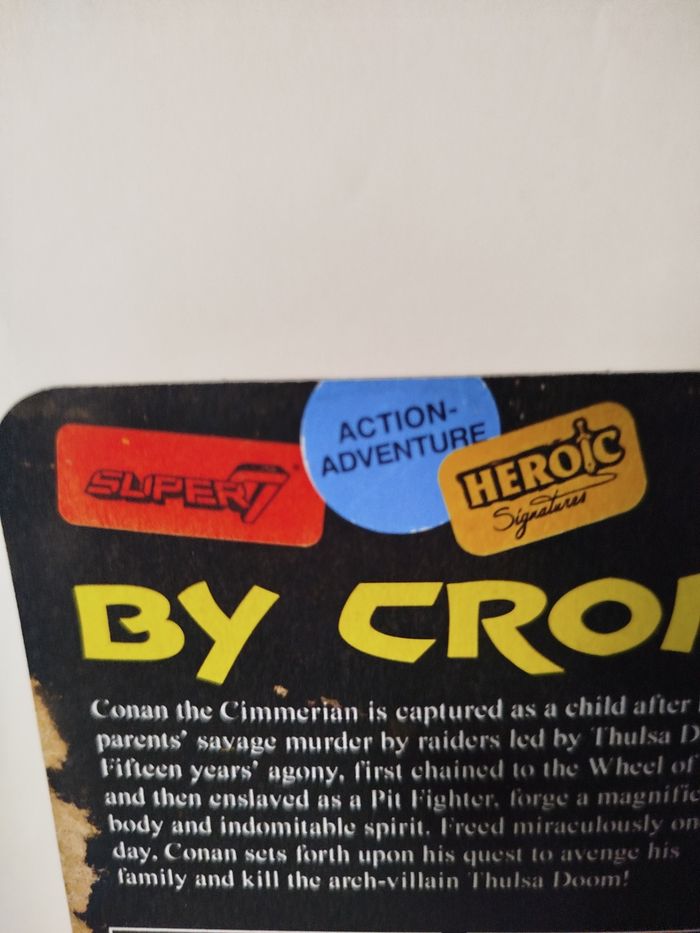 SUPER7
ACTION-
ADVENTURE
HEROIC
Signatures
BY CRO
Conan the Cimmerian is captured as a child after
parents' savage murder by raiders led by Thulsa D
Fifteen years' agony, first chained to the Wheel of
and then enslaved as a Pit Fighter, forge a magnific
body and indomitable spirit. Freed miraculously on
day, Conan sets forth upon his quest to avenge his
family and kill the arch-villain Thulsa Doom!